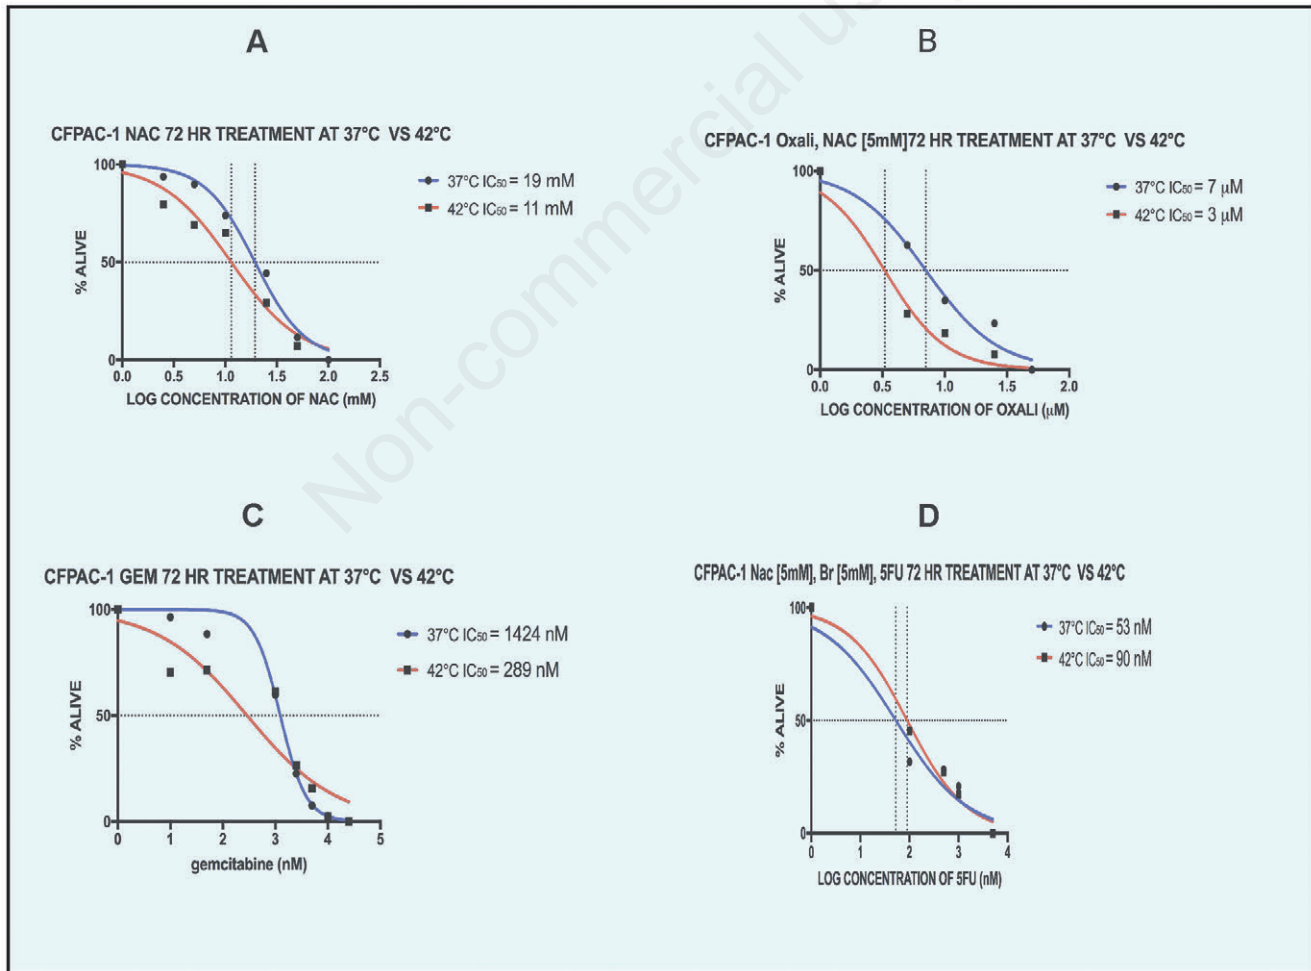 A
CFPAC-1 NAC 72 HR TREATMENT AT 37°C VS 42°C
% ALIVE
100
50
0
0.0 0.5 1.0 1.5 2.0 2.5
LOG CONCENTRATION OF NAC (mM)
37°C IC50 = 19 mM
42°C IC50 = 11 mM
B
CFPAC-1 Oxali, NAC [5mM]72 HR TREATMENT AT 37°C VS 42°C
% ALIVE
100
50
0
0.0 0.5 1.0 1.5 2.0
LOG CONCENTRATION OF OXALI (μM)
37°C IC50 = 7 μM
42°C IC50 = 3 μM
C
CFPAC-1 GEM 72 HR TREATMENT AT 37°C VS 42°C
% ALIVE
100
50
0
0 1 2 3 4 5
gemcitabine (nM)
37°C IC50 = 1424 nM
42°C IC50 = 289 nM
D
CFPAC-1 Nac [5mM], Br [5mM], 5FU 72 HR TREATMENT AT 37°C VS 42°C
% ALIVE
100
50
0
0 1 2 3 4
LOG CONCENTRATION OF 5FU (nM)
37°C IC50 = 53 nM
42°C IC50 = 90 nM
Non-commercial